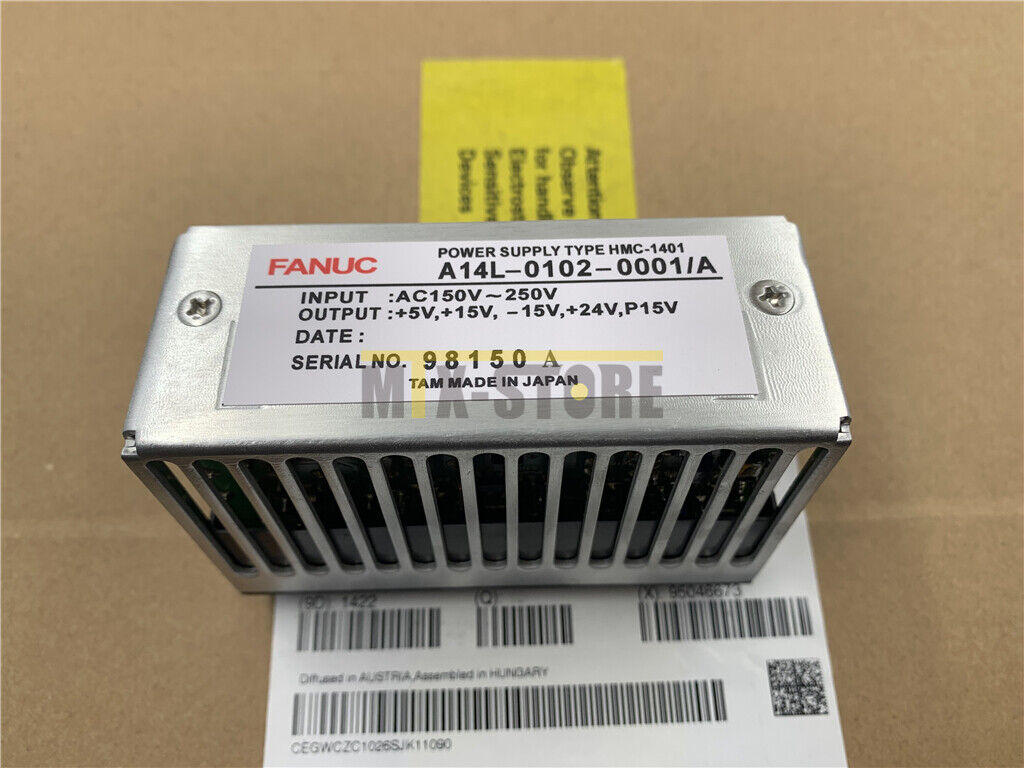 Attention
Observe
for hand
Electrost
Sensitive
Devices
FANUC
POWER SUPPLY TYPE HMC-1401
A14L-0102-0001/A
INPUT :AC150V~250V
OUTPUT :+5V,+15V, -15V,+24V,P15V
DATE :
SERIAL NO. 98150 A
TAM MADE IN JAPAN
MTX-STORE
(9D) 1422
(Q)
(X) 96046673
Diffused in AUSTRIA,Assembled in HUNGARY
CEGWCZC1026SJK11090